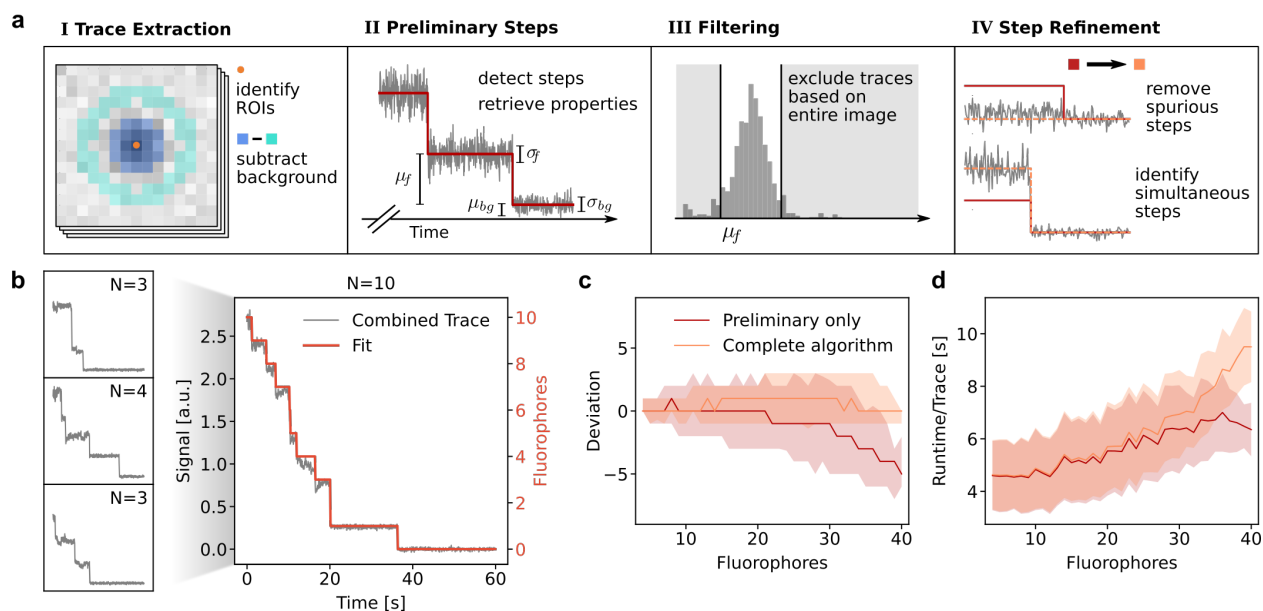 a
I Trace Extraction
II Preliminary Steps
III Filtering
IV Step Refinement
identify
ROIs
subtract
background
detect steps
retrieve properties
σf
μf
μbg
σbg
Time
exclude traces
based on
entire image
μf
remove
spurious
steps
identify
simultaneous
steps
b
N=3
N=4
N=3
N=10
Combined Trace
Fit
Signal [a.u.]
2.5
2.0
1.5
1.0
0.5
0.0
10
8
6
4
2
0
Fluorophores
0
20
40
60
Time [s]
c
Preliminary only
Complete algorithm
Deviation
5
0
−5
10
20
30
40
Fluorophores
d
Runtime/Trace [s]
10
8
6
4
10
20
30
40
Fluorophores